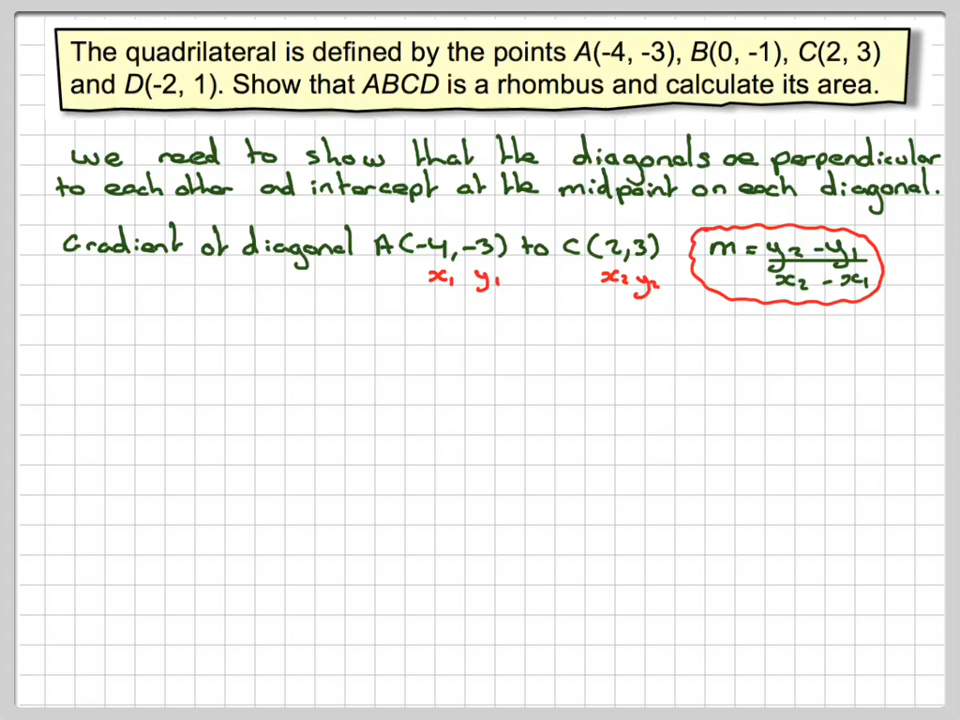 The quadrilateral is defined by the points A(-4, -3), B(0, -1), C(2, 3)
and D(-2, 1). Show that ABCD is a rhombus and calculate its area.
we need to show that the diagonals are perpendicular
to each other and intercept at the midpoint on each diagonal.
Gradient of diagonal A(-4,-3) to C(2,3) m = y₂ - y₁ / x₂ - x₁
x₁ y₁ x₂ y₂